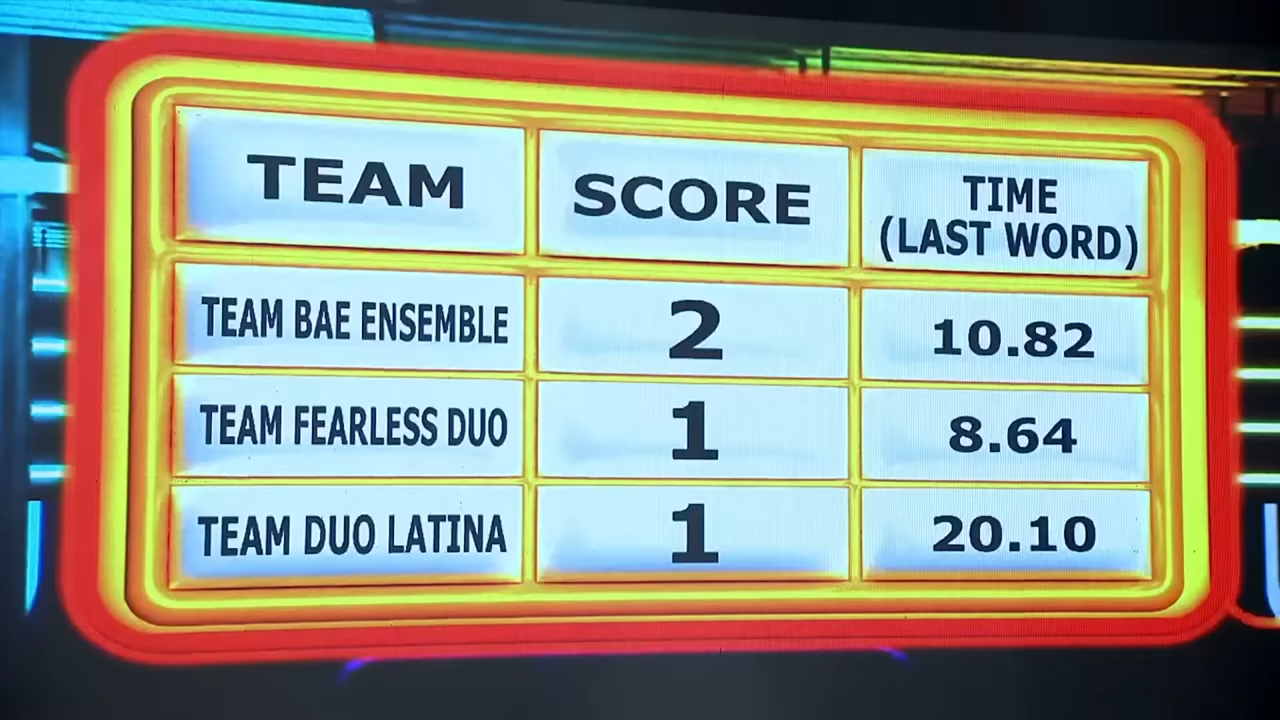 TEAM SCORE TIME
(LAST WORD)
TEAM BAE ENSEMBLE 2 10.82
TEAM FEARLESS DUO 1 8.64
TEAM DUO LATINA 1 20.10